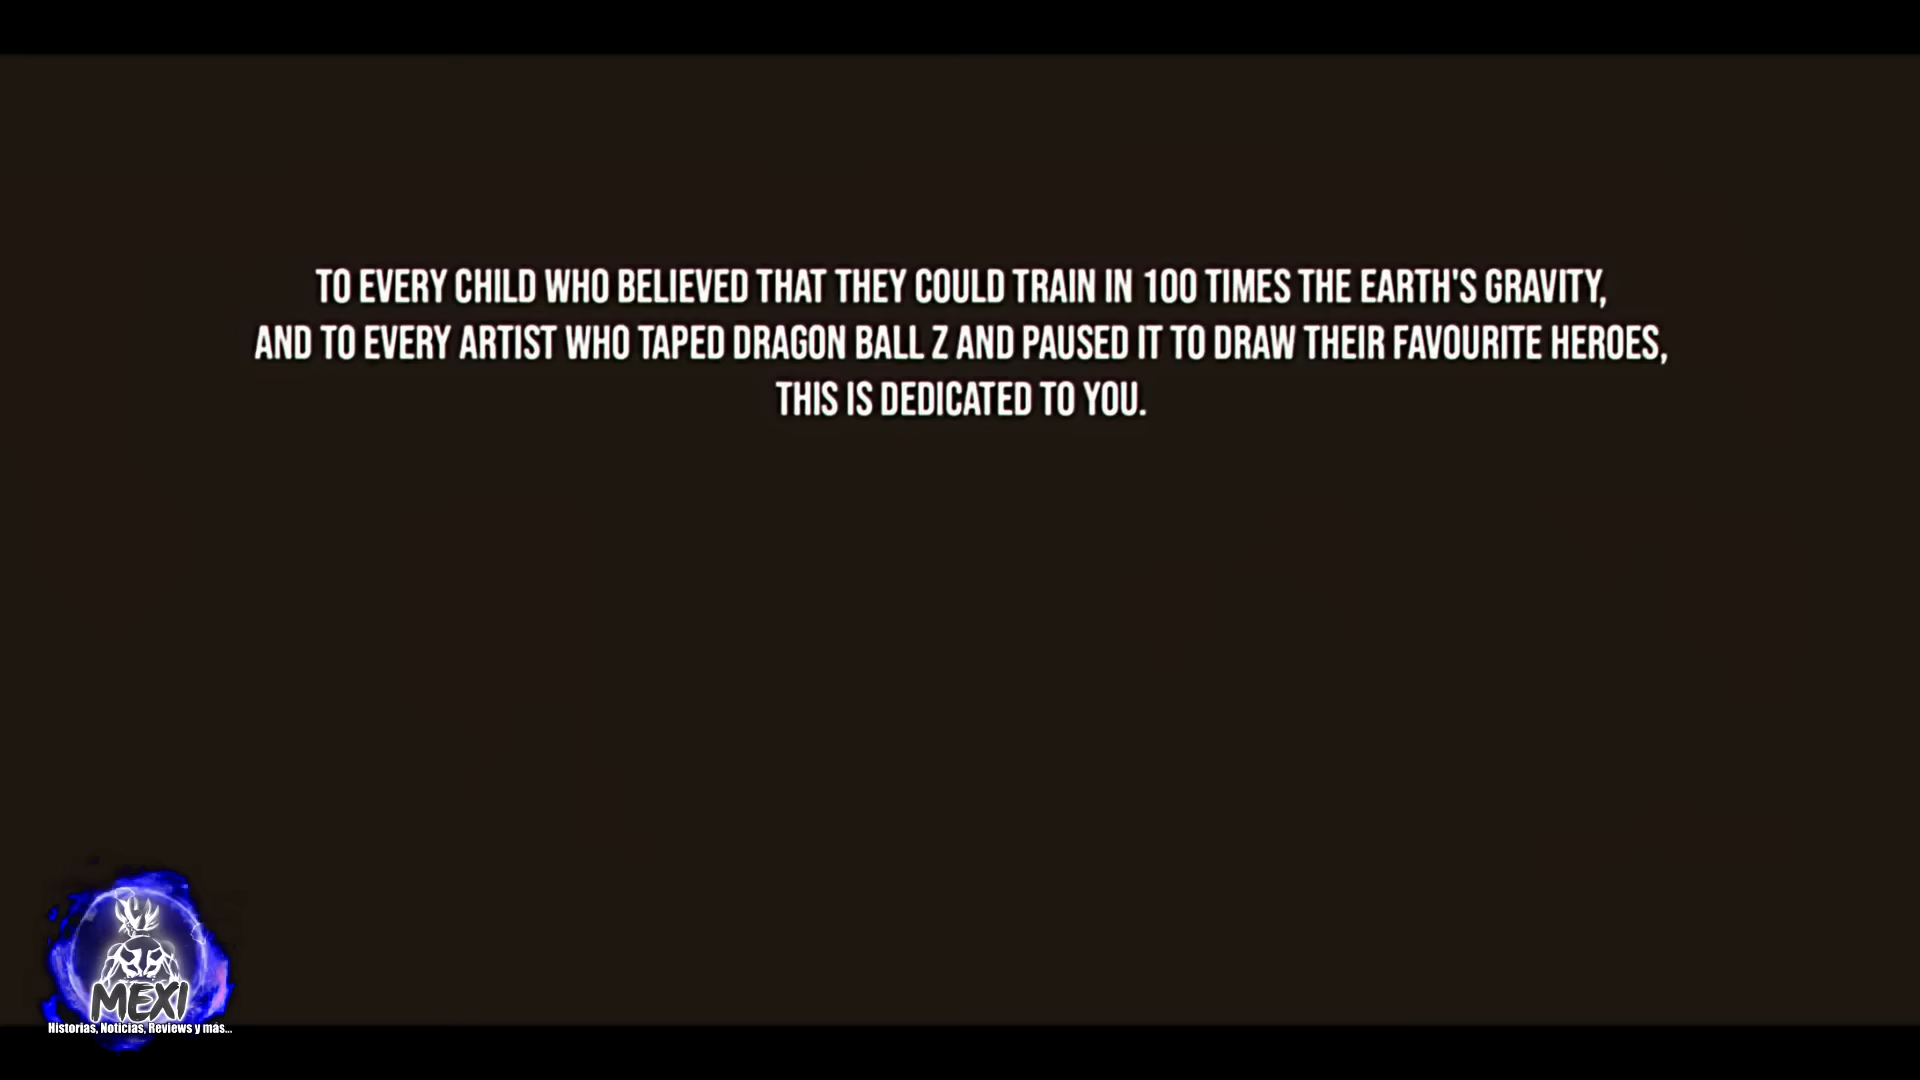 TO EVERY CHILD WHO BELIEVED THAT THEY COULD TRAIN IN 100 TIMES THE EARTH'S GRAVITY,
AND TO EVERY ARTIST WHO TAPED DRAGON BALL Z AND PAUSED IT TO DRAW THEIR FAVOURITE HEROES,
THIS IS DEDICATED TO YOU.
MEXI
Historias, Noticias, Reviews y más...